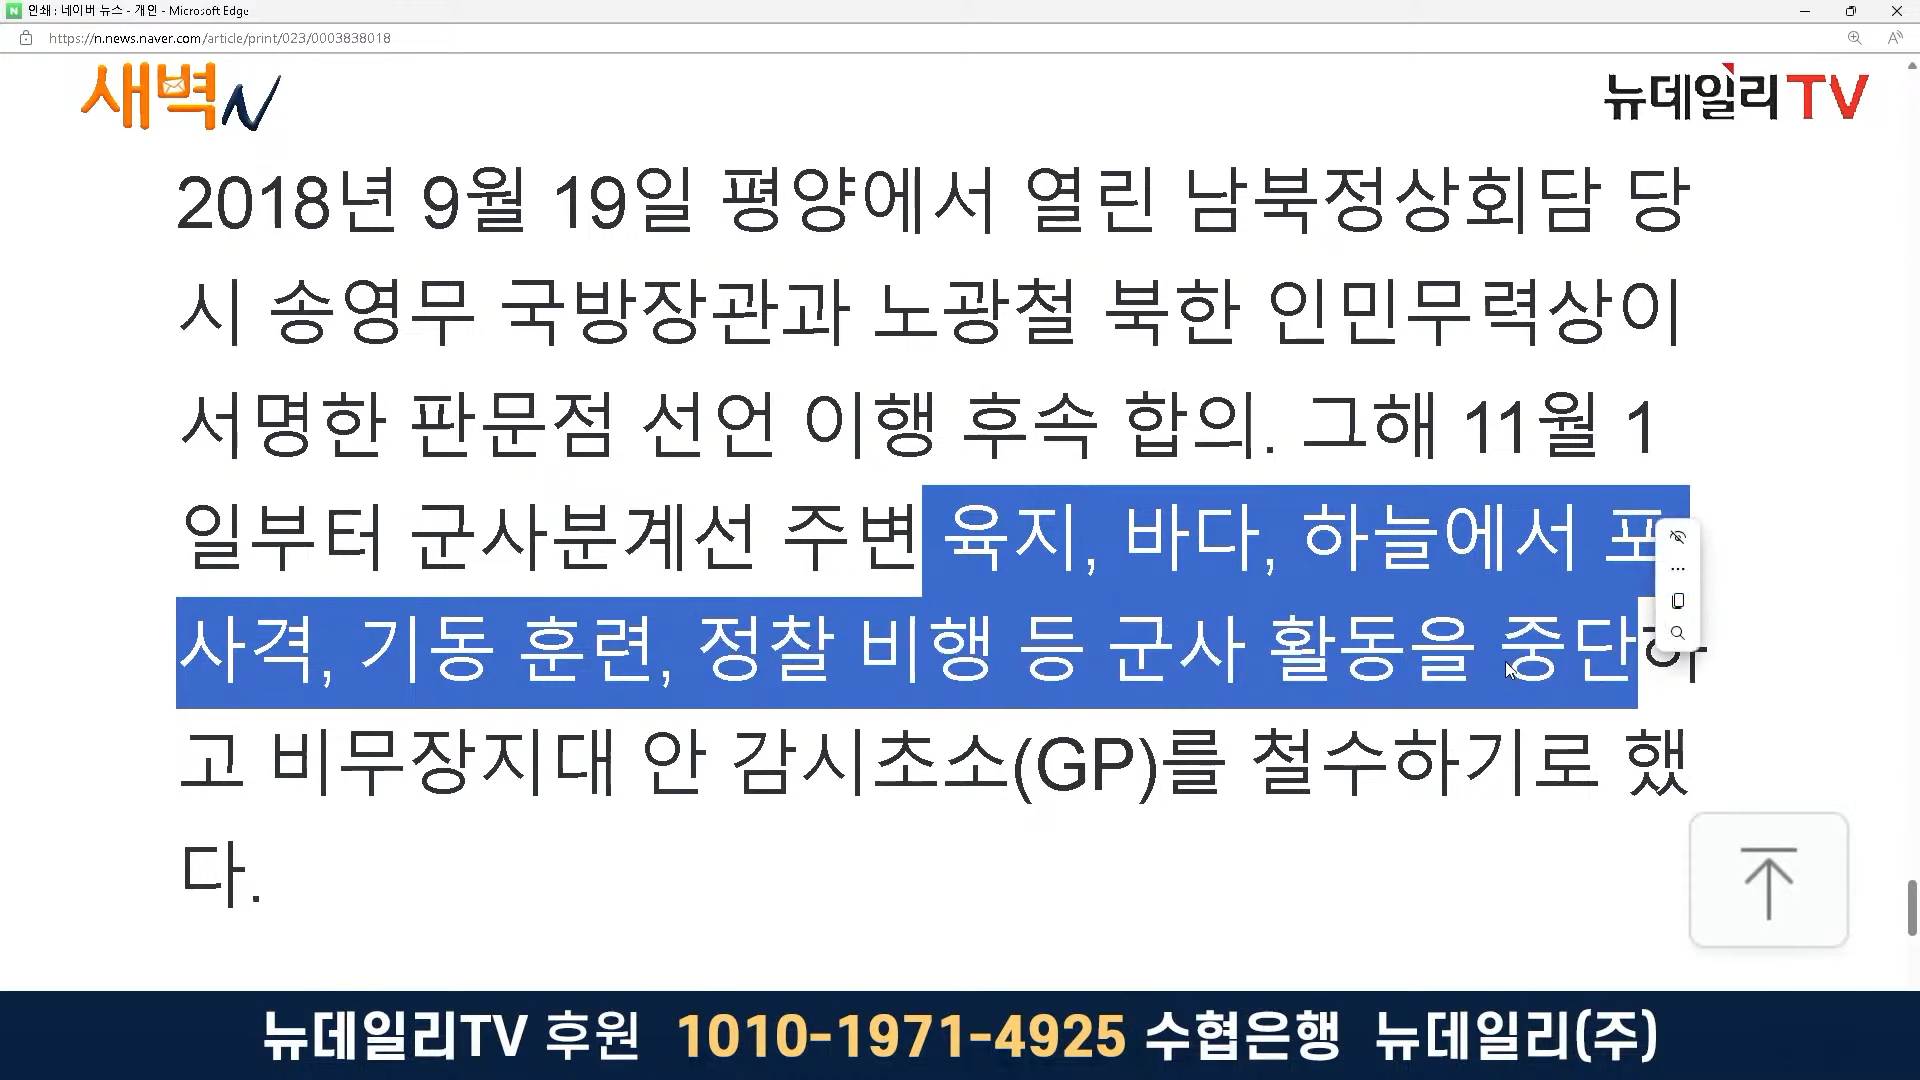 인쇄 : 네이버 뉴스 - 개인 - Microsoft Edge
https://n.news.naver.com/article/print/023/0003838018
새벽N
뉴데일리TV
2018년 9월 19일 평양에서 열린 남북정상회담 당
시 송영무 국방장관과 노광철 북한 인민무력상이
서명한 판문점 선언 이행 후속 합의. 그해 11월 1
일부터 군사분계선 주변 육지, 바다, 하늘에서 포
사격, 기동 훈련, 정찰 비행 등 군사 활동을 중단하
고 비무장지대 안 감시초소(GP)를 철수하기로 했
다.
뉴데일리TV 후원 1010-1971-4925 수협은행 뉴데일리(주)